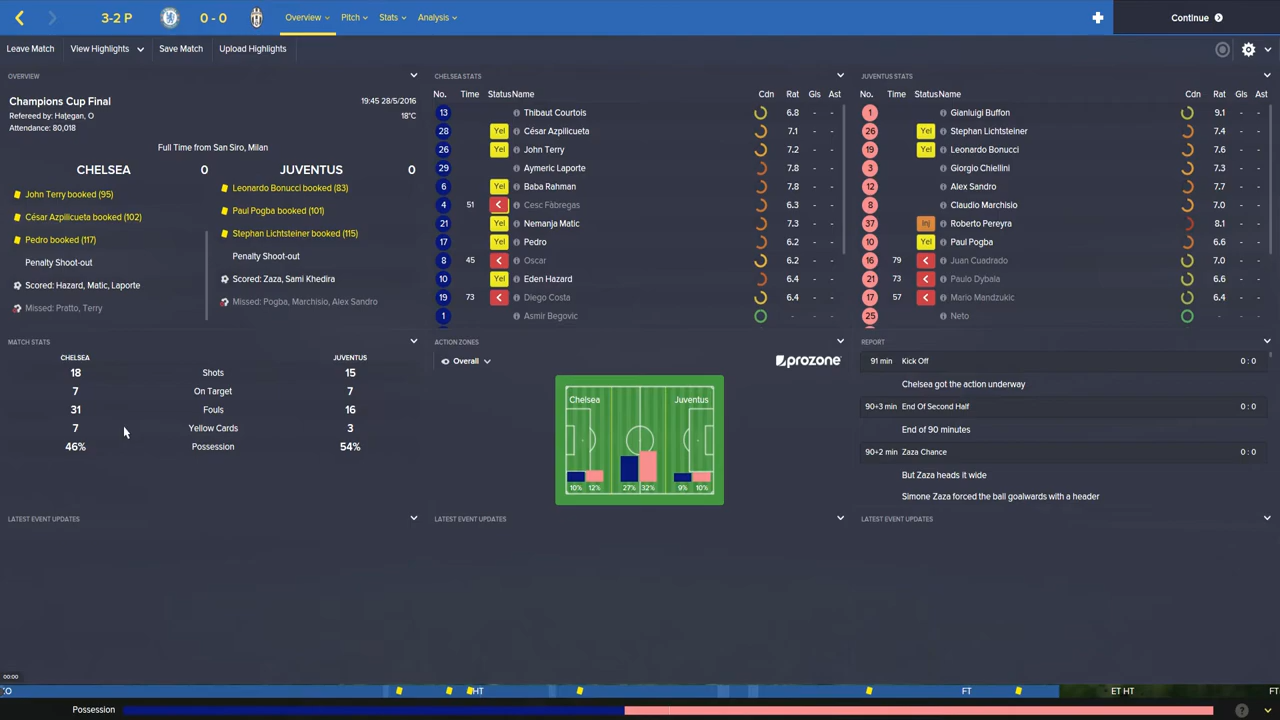 3-2 P 0 - 0 Overview Pitch Stats Analysis Continue
Leave Match View Highlights Save Match Upload Highlights
OVERVIEW
Champions Cup Final 19:45 28/5/2016
Refereed by: Haţegan, O 18°C
Attendance: 80,018
Full Time from San Siro, Milan
CHELSEA 0 JUVENTUS 0
John Terry booked (95)
César Azpilicueta booked (102)
Pedro booked (117)
Penalty Shoot-out
Scored: Hazard, Matic, Laporte
Missed: Pratto, Terry
Leonardo Bonucci booked (83)
Paul Pogba booked (101)
Stephan Lichtsteiner booked (115)
Penalty Shoot-out
Scored: Zaza, Sami Khedira
Missed: Pogba, Marchisio, Alex Sandro
CHELSEA STATS
No. Time Status Name Cdn Rat Gls Ast
13 Thibaut Courtois 6.8 - -
28 Yel César Azpilicueta 7.1 - -
26 Yel John Terry 7.2 - -
29 Aymeric Laporte 7.8 - -
6 Yel Baba Rahman 7.8 - -
4 51 Cesc Fàbregas 6.3 - -
21 Yel Nemanja Matic 7.3 - -
17 Yel Pedro 6.2 - -
8 45 Oscar 6.2 - -
10 Yel Eden Hazard 6.4 - -
19 73 Diego Costa 6.4 - -
1 Asmir Begovic - - -
JUVENTUS STATS
No. Time Status Name Cdn Rat Gls Ast
1 Gianluigi Buffon 9.1 - -
26 Yel Stephan Lichtsteiner 7.4 - -
19 Yel Leonardo Bonucci 7.6 - -
3 Giorgio Chiellini 7.3 - -
12 Alex Sandro 7.7 - -
8 Claudio Marchisio 7.0 - -
37 Inj Roberto Pereyra 8.1 - -
10 Yel Paul Pogba 6.6 - -
16 79 Juan Cuadrado 7.0 - -
21 73 Paulo Dybala 6.6 - -
17 57 Mario Mandzukic 6.4 - -
25 Neto - - -
MATCH STATS
CHELSEA JUVENTUS
18 Shots 15
7 On Target 7
31 Fouls 16
7 Yellow Cards 3
46% Possession 54%
ACTION ZONES
Overall prozone
Chelsea Juventus
10% 12% 27% 32% 9% 10%
REPORT
91 min Kick Off 0 : 0
Chelsea got the action underway
90+3 min End Of Second Half 0 : 0
End of 90 minutes
90+2 min Zaza Chance 0 : 0
But Zaza heads it wide
Simone Zaza forced the ball goalwards with a header
LATEST EVENT UPDATES LATEST EVENT UPDATES LATEST EVENT UPDATES
00:00
KO HT FT ET HT FT
Possession